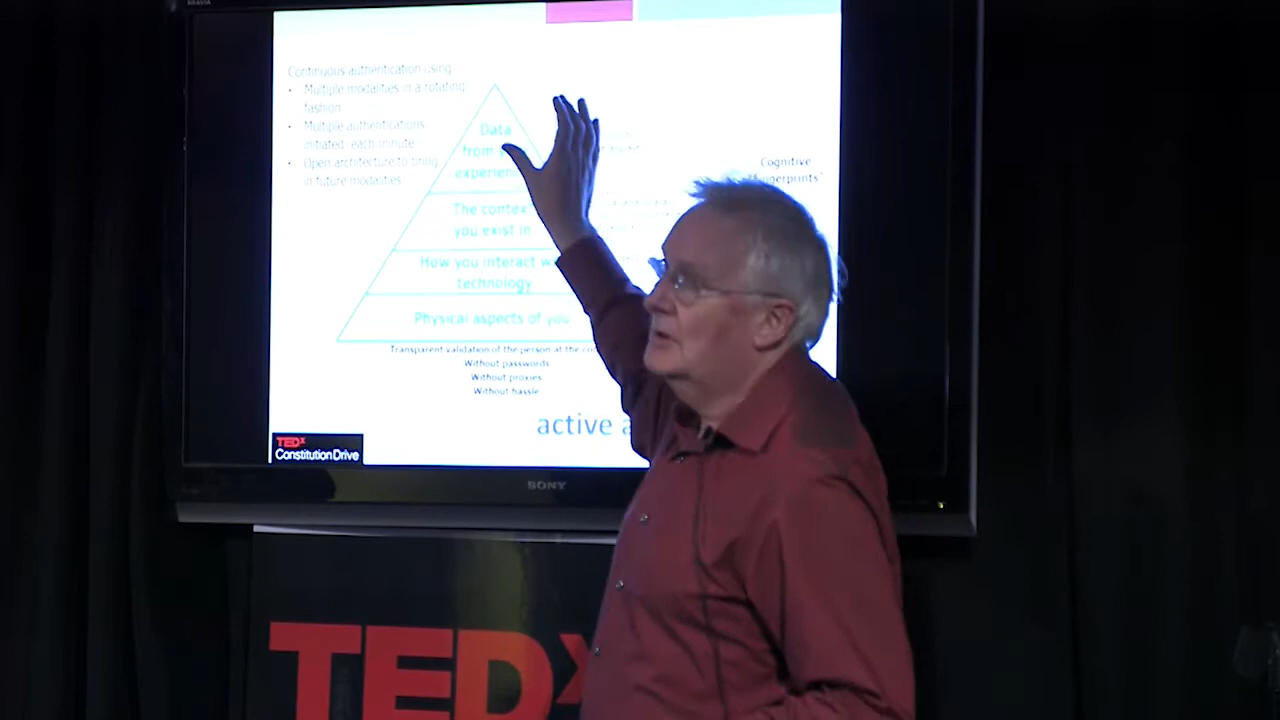 BRAVIA
Continuous authentication using
• Multiple modalities in a rotating
fashion
• Multiple authentications
initiated each minute
• Open architecture to bring
in future modalities
Data
from
The context
you exist in
How you interact
technology
Physical aspects of you
Cognitive
Transparent validation of the person at the
Without passwords
Without proxies
Without hassle
active
TEDx
ConstitutionDrive
SONY
TEDx